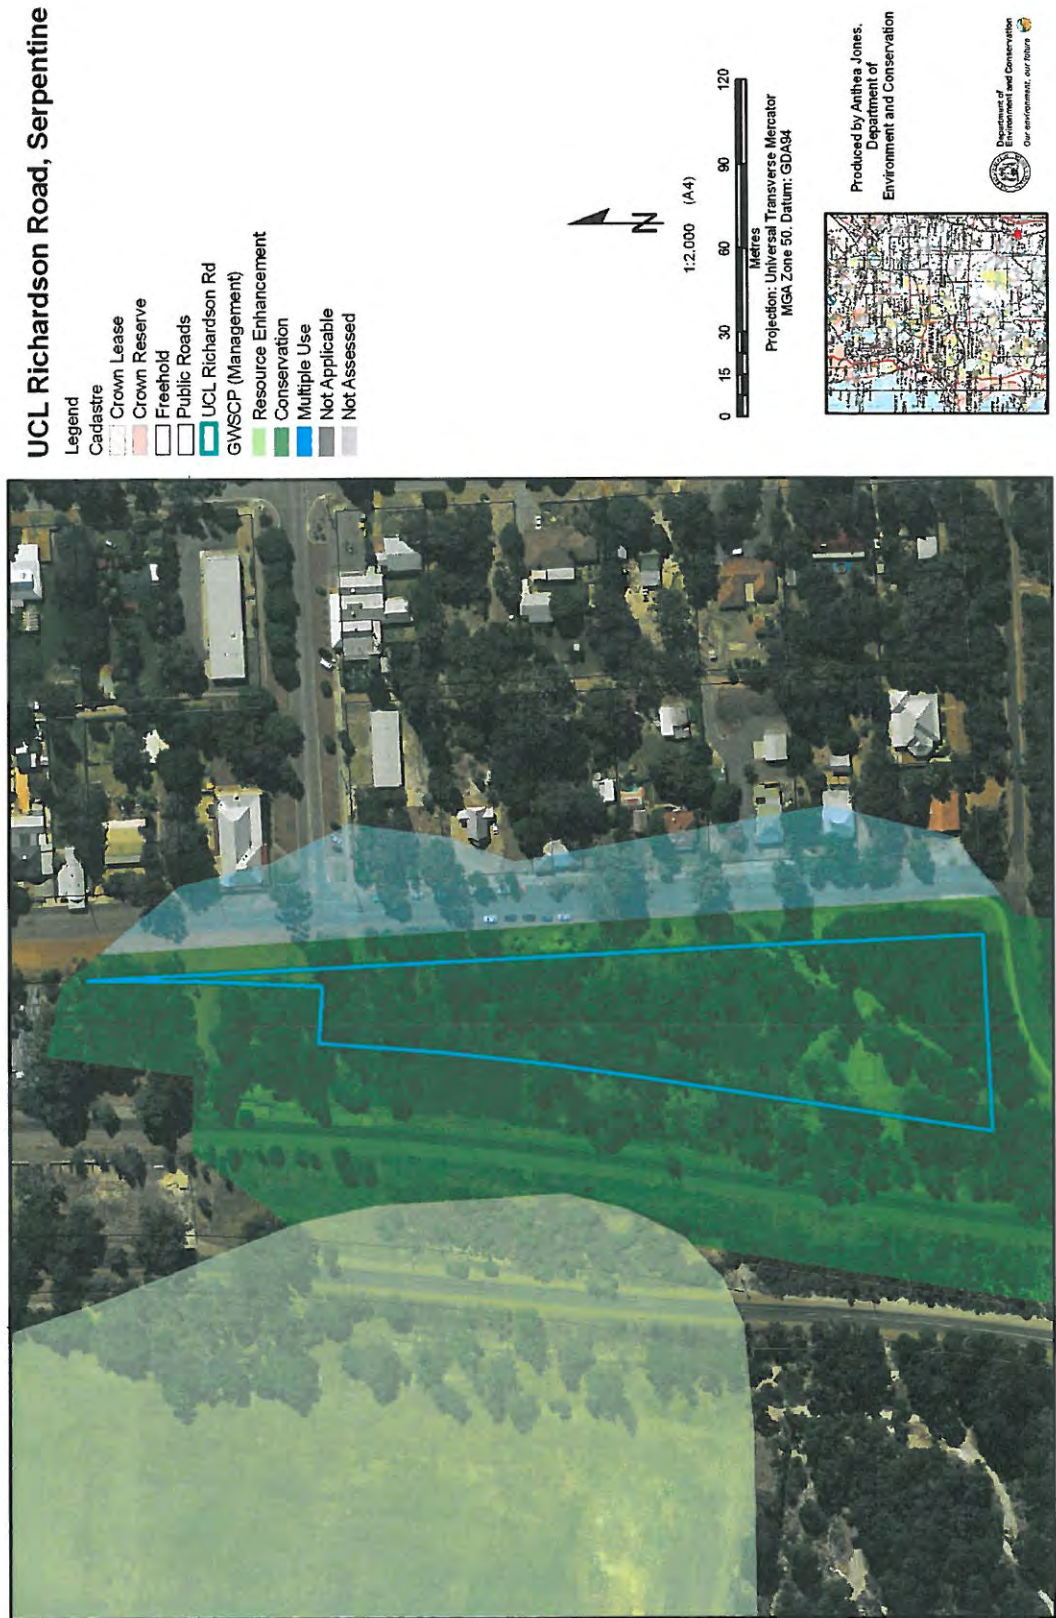 UCL Richardson Road, Serpentine
Legend
Cadastre
Crown Lease
Crown Reserve
Freehold
Public Roads
UCL Richardson Rd
GWSCP (Management)
Resource Enhancement
Conservation
Multiple Use
Not Applicable
Not Assessed
N
1:2,000 (A4)
0 15 30 60 90 120
Metres
Projection: Universal Transverse Mercator
MGA Zone 50. Datum: GDA94
Produced by Anthea Jones,
Department of
Environment and Conservation
Department of
Environment and Conservation
Our environment, our future